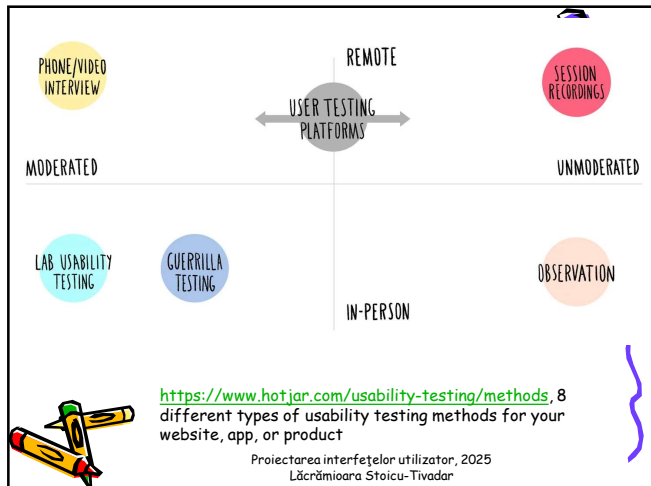 PHONE/VIDEO
INTERVIEW
REMOTE
SESSION
RECORDINGS
USER TESTING
PLATFORMS
MODERATED
UNMODERATED
LAB USABILITY
TESTING
GUERRILLA
TESTING
OBSERVATION
IN-PERSON
https://www.hotjar.com/usability-testing/methods, 8
different types of usability testing methods for your
website, app, or product
Proiectarea interfeţelor utilizator, 2025
Lăcrămioara Stoicu-Tivadar